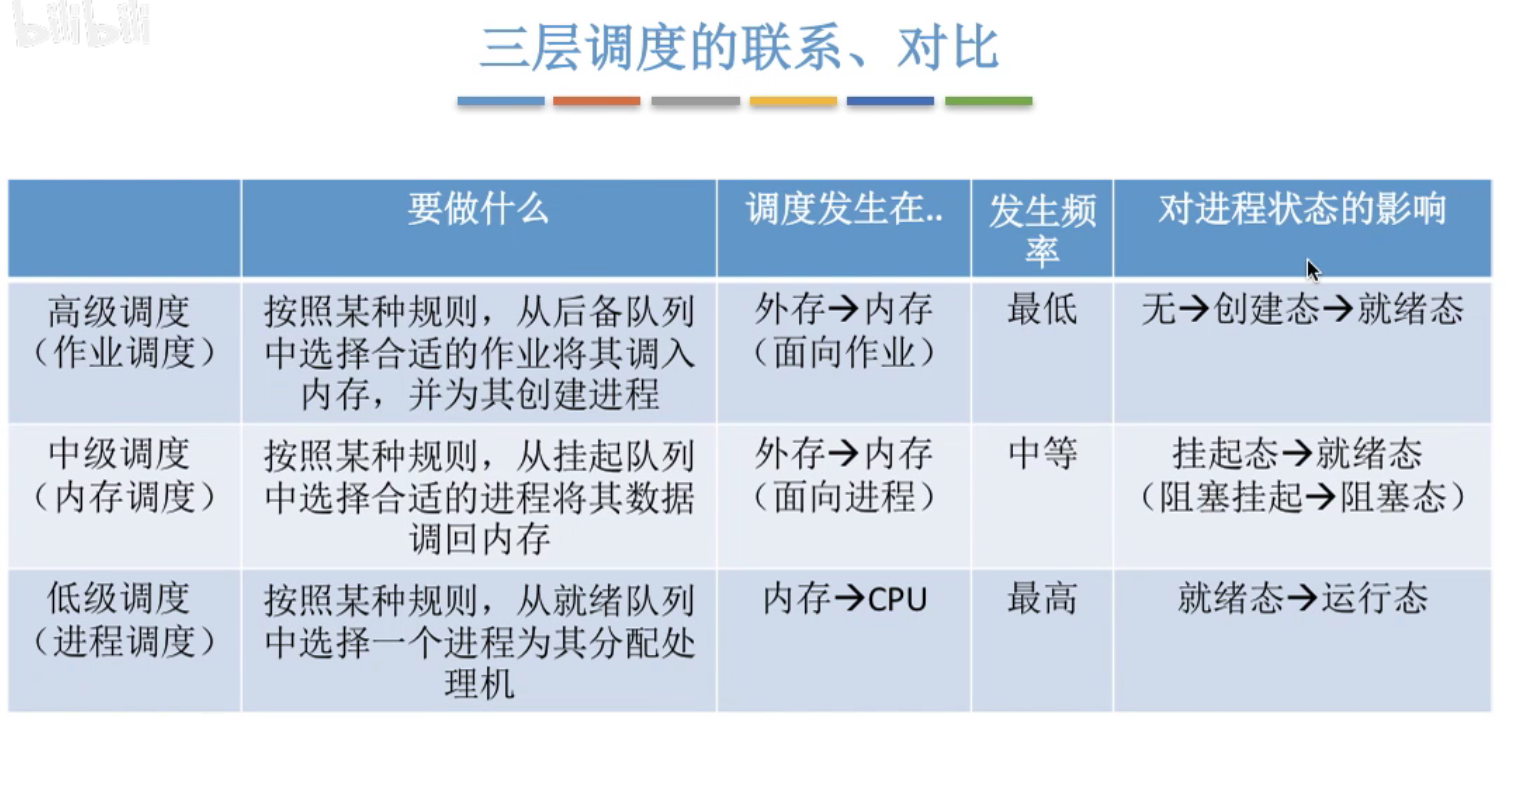 bilibili
三层调度的联系、对比
要做什么
调度发生在..
发生频
率
对进程状态的影响
高级调度
（作业调度）
按照某种规则，从后备队列
中选择合适的作业将其调入
内存，并为其创建进程
外存→内存
（面向作业）
最低
无→创建态→就绪态
中级调度
（内存调度）
按照某种规则，从挂起队列
中选择合适的进程将其数据
调回内存
外存→内存
（面向进程）
中等
挂起态→就绪态
（阻塞挂起→阻塞态）
低级调度
（进程调度）
按照某种规则，从就绪队列
中选择一个进程为其分配处
理机
内存→CPU
最高
就绪态→运行态